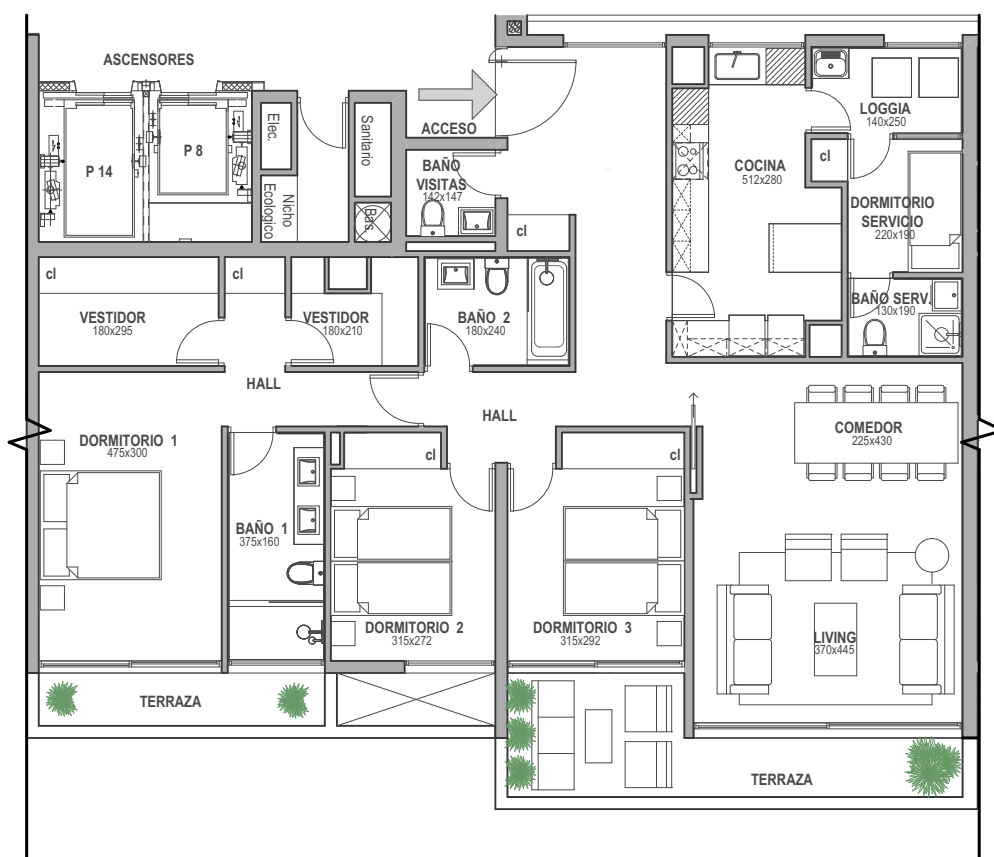 ASCENSORES
P 14
P 8
Elec.
Nicho
Ecologico
Sanitario
Bas.
ACCESO
BAÑO
VISITAS
142x147
cl
COCINA
512x280
LOGGIA
140x250
cl
DORMITORIO
SERVICIO
220x190
BAÑO SERV.
130x190
cl
VESTIDOR
180x295
cl
VESTIDOR
180x210
BAÑO 2
180x240
HALL
HALL
DORMITORIO 1
475x300
BAÑO 1
375x160
cl
DORMITORIO 2
315x272
cl
DORMITORIO 3
315x292
COMEDOR
225x430
LIVING
370x445
TERRAZA
TERRAZA